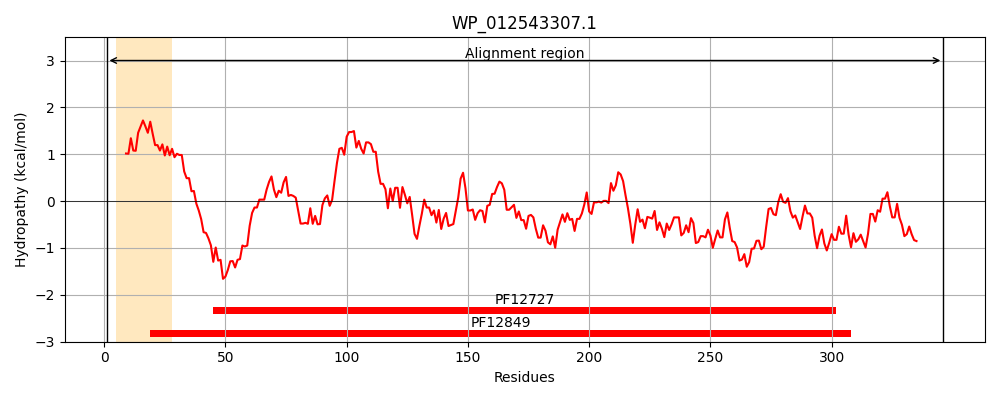 WP_012543307.1
Alignment region
Hydropathy (kcal/mol)
3
2
1
0
−1
−2
−3
PF12727
PF12849
0 50 100 150 200 250 300
Residues